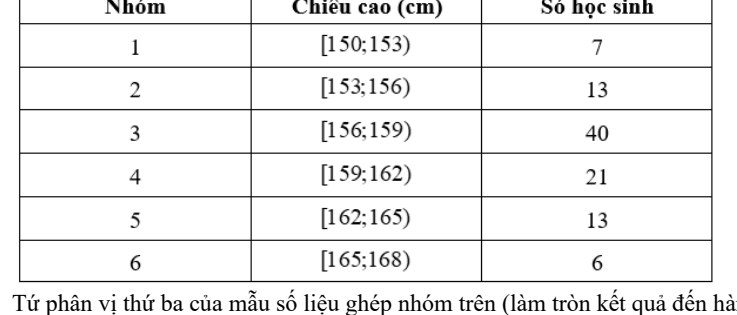 Nhóm Chiều cao (cm) Số học sinh
1 [150;153) 7
2 [153;156) 13
3 [156;159) 40
4 [159;162) 21
5 [162;165) 13
6 [165;168) 6
Tứ phân vị thứ ba của mẫu số liệu ghép nhóm trên (làm tròn kết quả đến